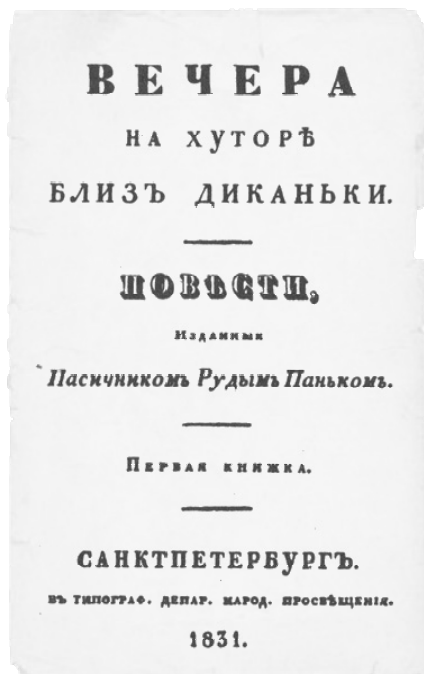 ВЕЧЕРА
НА ХУТОРѢ
БЛИЗЪ ДИКАНЬКИ.
ПОВѢСТИ,
Изданныя
Пасичникомъ Рудымъ Панькомъ.
Первая книжка.
САНКТПЕТЕРБУРГЪ.
ВЪ ТИПОГРАФ. ДЕПАР. НАРОД. ПРОСВѢЩЕНІЯ.
1831.